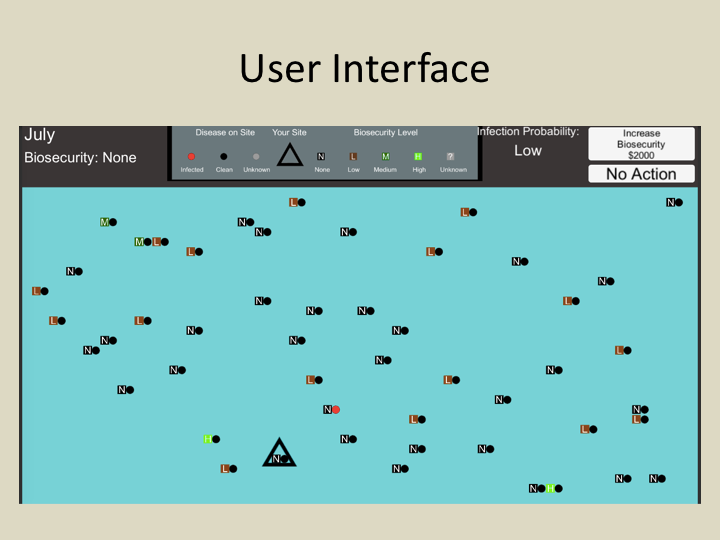 User Interface
July
Biosecurity: None
Disease on Site
Your Site
Biosecurity Level
N L M H ?
Infected Clean Unknown
None Low Medium High Unknown
Infection Probability:
Low
Increase
Biosecurity
$2000
No Action
L N
L
M N
N N
M L
L L
N
N
N
L
N L
N N
L L
N N
N N
N L
N
N N
L L
N
N
N N
L L
L
H N
N N
N
L N
N N
N H